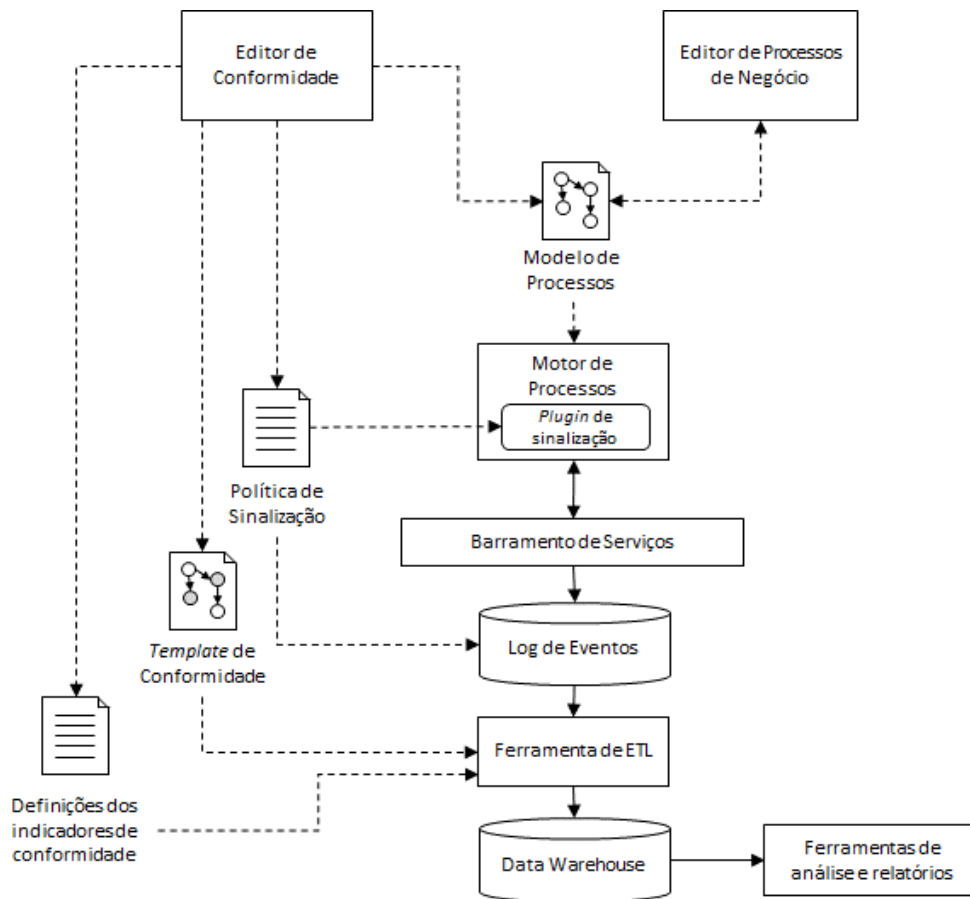 Editor de
Conformidade
Editor de Processos
de Negócio
Modelo de
Processos
Motor de
Processos
Plugin de
sinalização
Política de
Sinalização
Barramento de Serviços
Template de
Conformidade
Log de Eventos
Ferramenta de ETL
Definições dos
indicadores de
conformidade
Data Warehouse
Ferramentas de
análise e relatórios